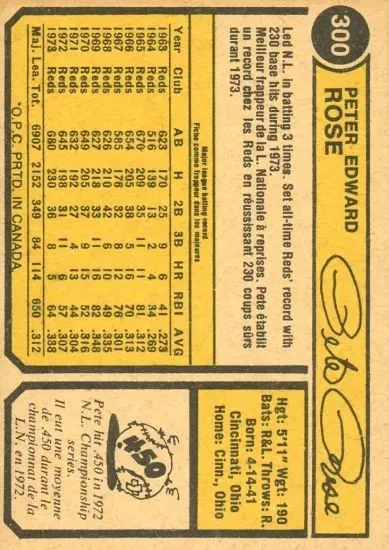 300
PETER EDWARD
ROSE
Pete Rose
Led N.L. in batting 3 times. Set all-time Reds' record with
230 base hits during 1973.
Meilleur frappeur de la L. Nationale à reprises. Pete établit
un record chez les Reds en réussissant 230 coups sûrs
durant 1973.
Major league batting record
Fiche comme frappeur dans les majeures
Year Club AB H 2B 3B HR RBI AVG
1963 Reds 623 170 25 9 6 41 .273
1964 Reds 516 139 13 2 4 34 .269
1965 Reds 670 209 35 11 11 81 .312
1966 Reds 654 205 38 5 16 70 .313
1967 Reds 585 176 32 8 12 76 .301
1968 Reds 626 210 42 6 10 49 .335
1969 Reds 627 218 33 11 16 82 .348
1970 Reds 649 205 37 9 15 52 .316
1971 Reds 632 192 27 4 13 44 .304
1972 Reds 645 198 31 11 6 57 .307
1973 Reds 680 230 36 8 5 64 .338
Maj. Lea. Tot. 6907 2152 349 84 114 650 .312
*O.P.C. PRTD. IN CANADA.
Hgt: 5'11" Wgt: 190
Bats: R&L Throws: R.
Born: 4-14-41
Cincinnati, Ohio
Home: Cinn., Ohio
.450
Pete hit .450 in 1972
N.L. Championship
series.
Il eut une moyenne
de .450 durant le
championnat de la
L.N. en 1972.